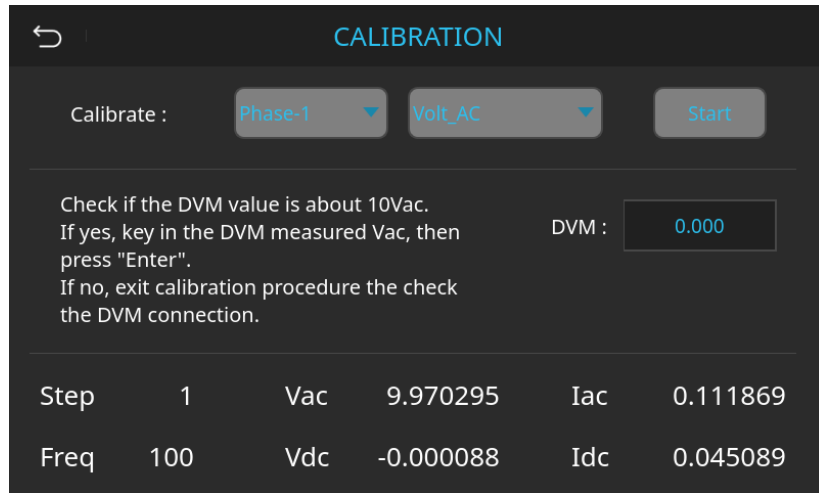 CALIBRATION
Calibrate : Phase-1 Volt_AC Start
Check if the DVM value is about 10Vac.
If yes, key in the DVM measured Vac, then
press "Enter".
If no, exit calibration procedure the check
the DVM connection.
DVM : 0.000
Step 1 Vac 9.970295 Iac 0.111869
Freq 100 Vdc -0.000088 Idc 0.045089